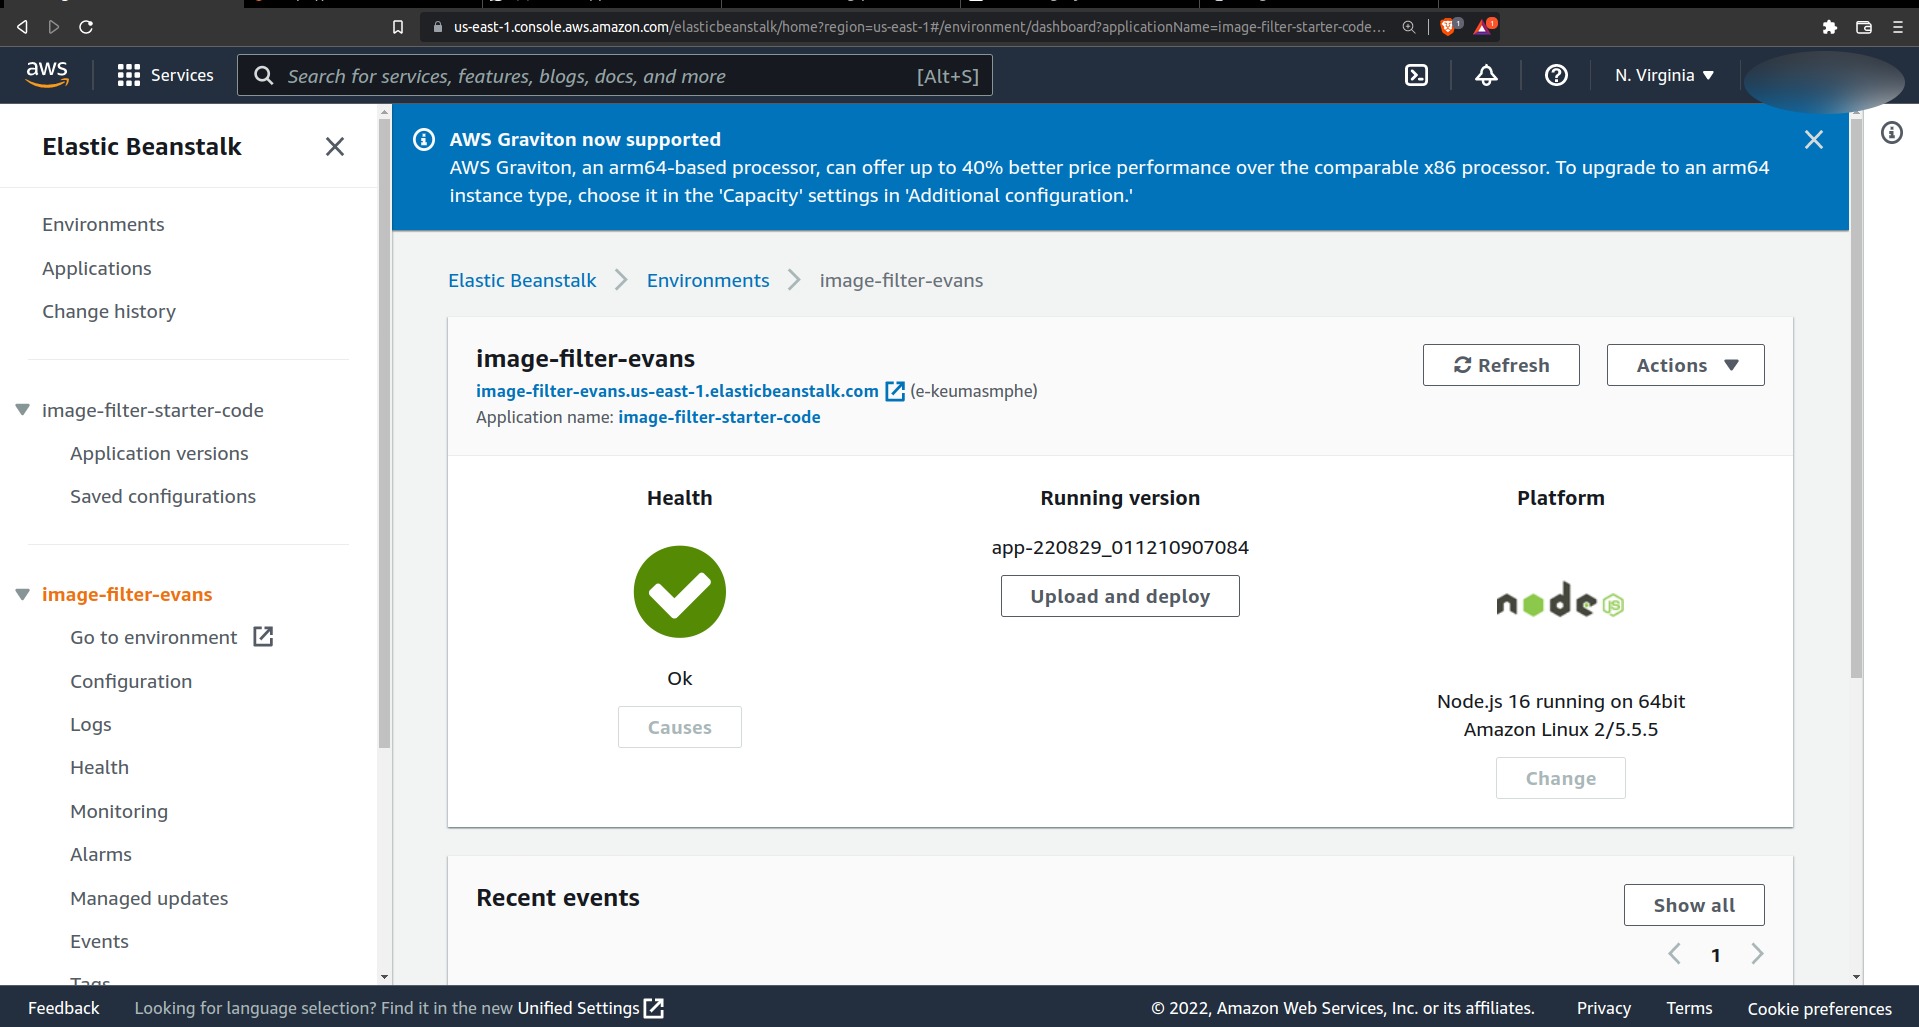 us-east-1.console.aws.amazon.com/elasticbeanstalk/home?region=us-east-1#/environment/dashboard?applicationName=image-filter-starter-code...
1
1
aws
Services
Search for services, features, blogs, docs, and more
[Alt+S]
N. Virginia
Elastic Beanstalk
Environments
Applications
Change history
image-filter-starter-code
Application versions
Saved configurations
image-filter-evans
Go to environment
Configuration
Logs
Health
Monitoring
Alarms
Managed updates
Events
Tags
AWS Graviton now supported
AWS Graviton, an arm64-based processor, can offer up to 40% better price performance over the comparable x86 processor. To upgrade to an arm64
instance type, choose it in the 'Capacity' settings in 'Additional configuration.'
Elastic Beanstalk
Environments
image-filter-evans
image-filter-evans
image-filter-evans.us-east-1.elasticbeanstalk.com (e-keumasmphe)
Application name: image-filter-starter-code
Refresh
Actions
Health
Ok
Causes
Running version
app-220829_011210907084
Upload and deploy
Platform
node
JS
Node.js 16 running on 64bit
Amazon Linux 2/5.5.5
Change
Recent events
Show all
1
Feedback
Looking for language selection? Find it in the new Unified Settings
© 2022, Amazon Web Services, Inc. or its affiliates.
Privacy
Terms
Cookie preferences